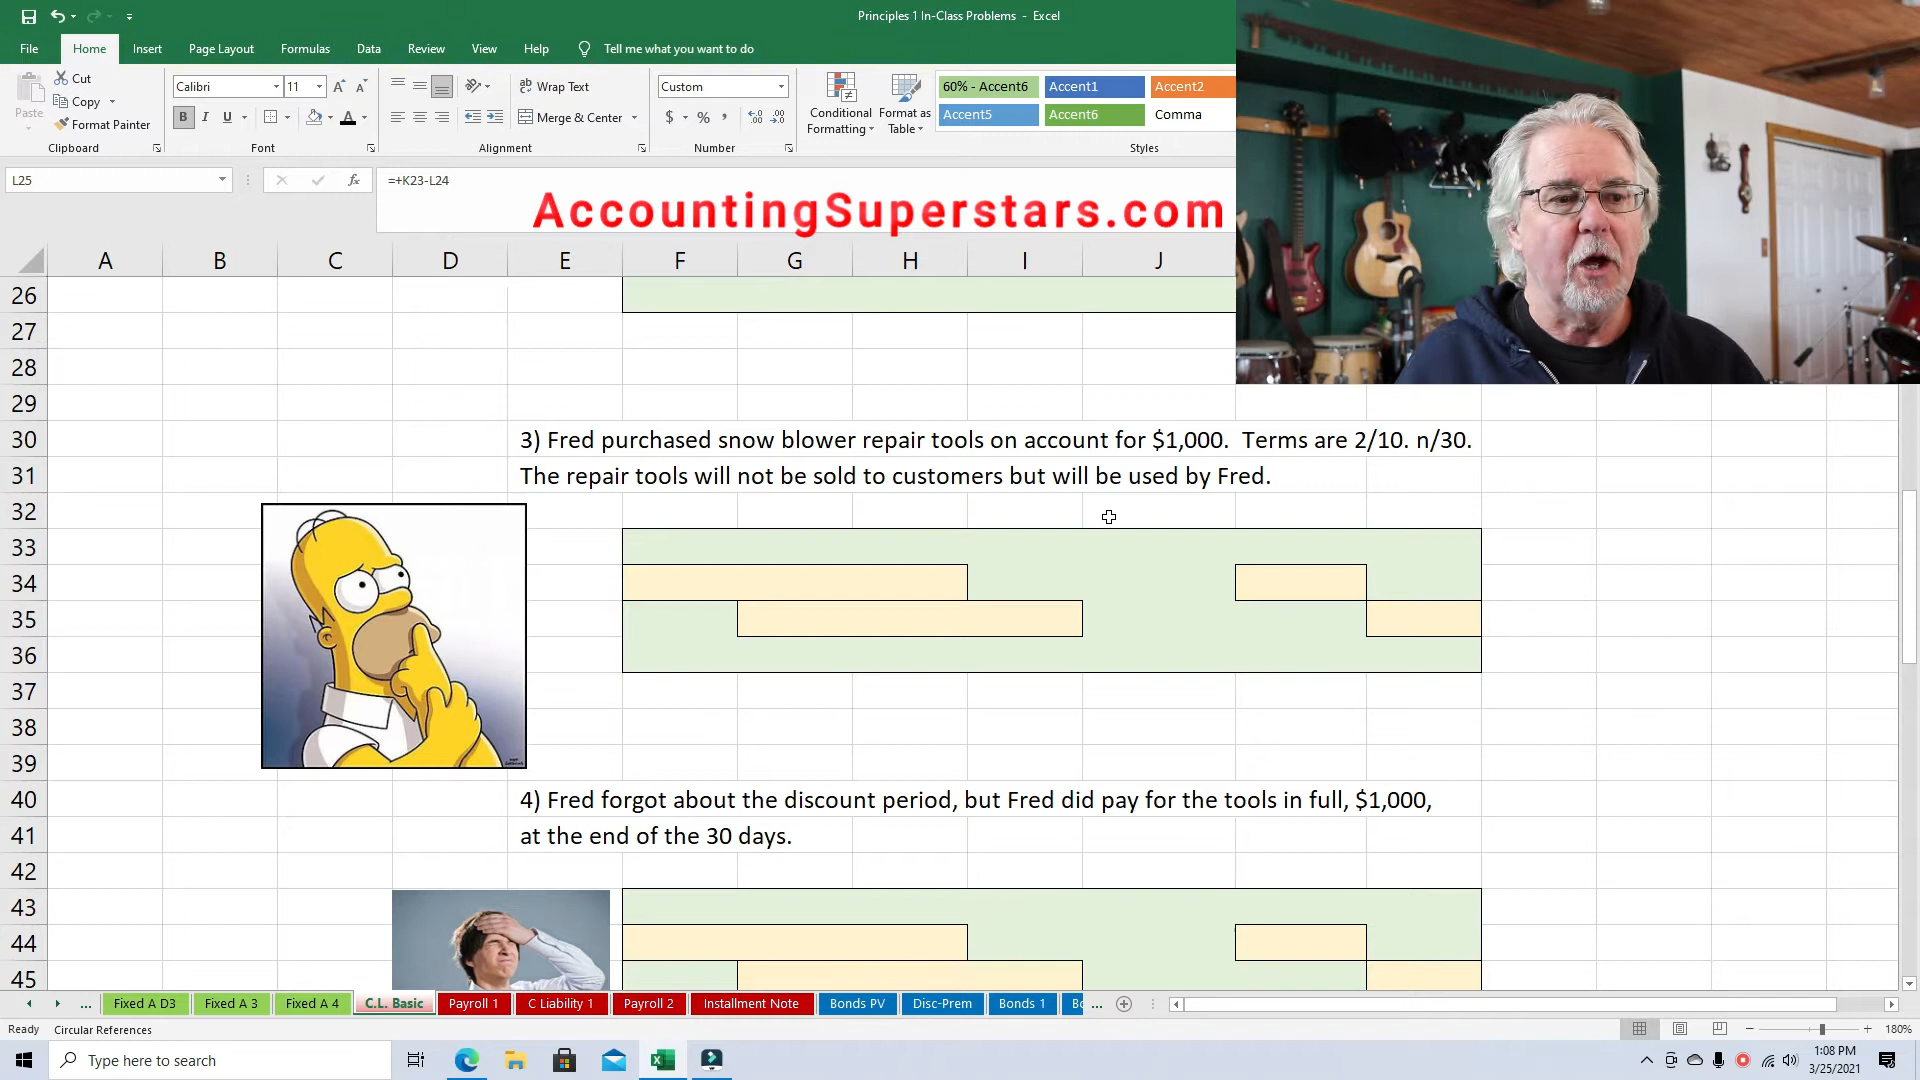 Principles 1 In-Class Problems - Excel
File Home Insert Page Layout Formulas Data Review View Help Tell me what you want to do
Paste
Cut
Copy
Format Painter
Clipboard
Calibri 11
B I U
Font
Wrap Text
Merge & Center
Alignment
Custom
$ % ,
Number
Conditional Formatting
Format as Table
60% - Accent6 Accent1 Accent2
Accent5 Accent6 Comma
Styles
L25 fx =+K23-L24
AccountingSuperstars.com
A B C D E F G H I J
26
27
28
29
30 3) Fred purchased snow blower repair tools on account for $1,000. Terms are 2/10. n/30.
31 The repair tools will not be sold to customers but will be used by Fred.
32
33
34
35
36
37
38
39
40 4) Fred forgot about the discount period, but Fred did pay for the tools in full, $1,000,
41 at the end of the 30 days.
42
43
44
45
... Fixed A D3 Fixed A 3 Fixed A 4 C.L. Basic Payroll 1 C Liability 1 Payroll 2 Installment Note Bonds PV Disc-Prem Bonds 1 Bo ...
Ready Circular References 180%
Type here to search
1:08 PM
3/25/2021